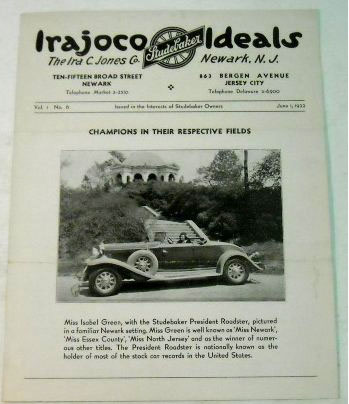 Irajoco Studebaker Ideals
The Ira C. Jones Co. Newark, N. J.
TEN-FIFTEEN BROAD STREET
NEWARK
Telephone Market 2-2510
863 BERGEN AVENUE
JERSEY CITY
Telephone Delaware 2-6900
Vol. 1 No. 6 Issued in the Interests of Studebaker Owners June 1, 1932
CHAMPIONS IN THEIR RESPECTIVE FIELDS
Miss Isabel Green, with the Studebaker President Roadster, pictured
in a familiar Newark setting. Miss Green is well known as 'Miss Newark',
'Miss Essex County', 'Miss North Jersey' and as the winner of numer-
ous other titles. The President Roadster is nationally known as the
holder of most of the stock car records in the United States.